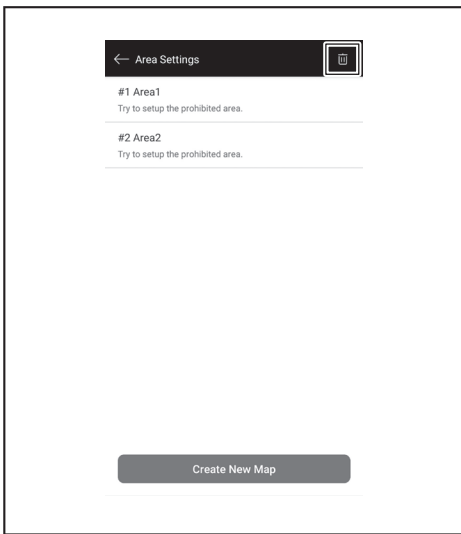 Area Settings
#1 Area1
Try to setup the prohibited area.
#2 Area2
Try to setup the prohibited area.
Create New Map